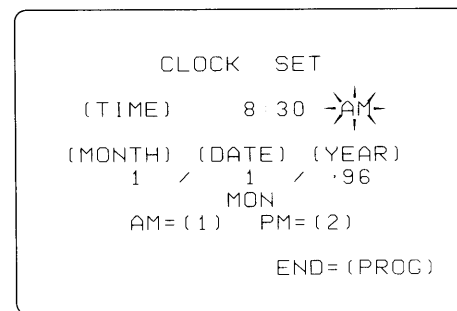 CLOCK SET
(TIME) 8:30 AM
(MONTH) (DATE) (YEAR)
1 / 1 / '96
MON
AM=(1) PM=(2)
END=(PROG)